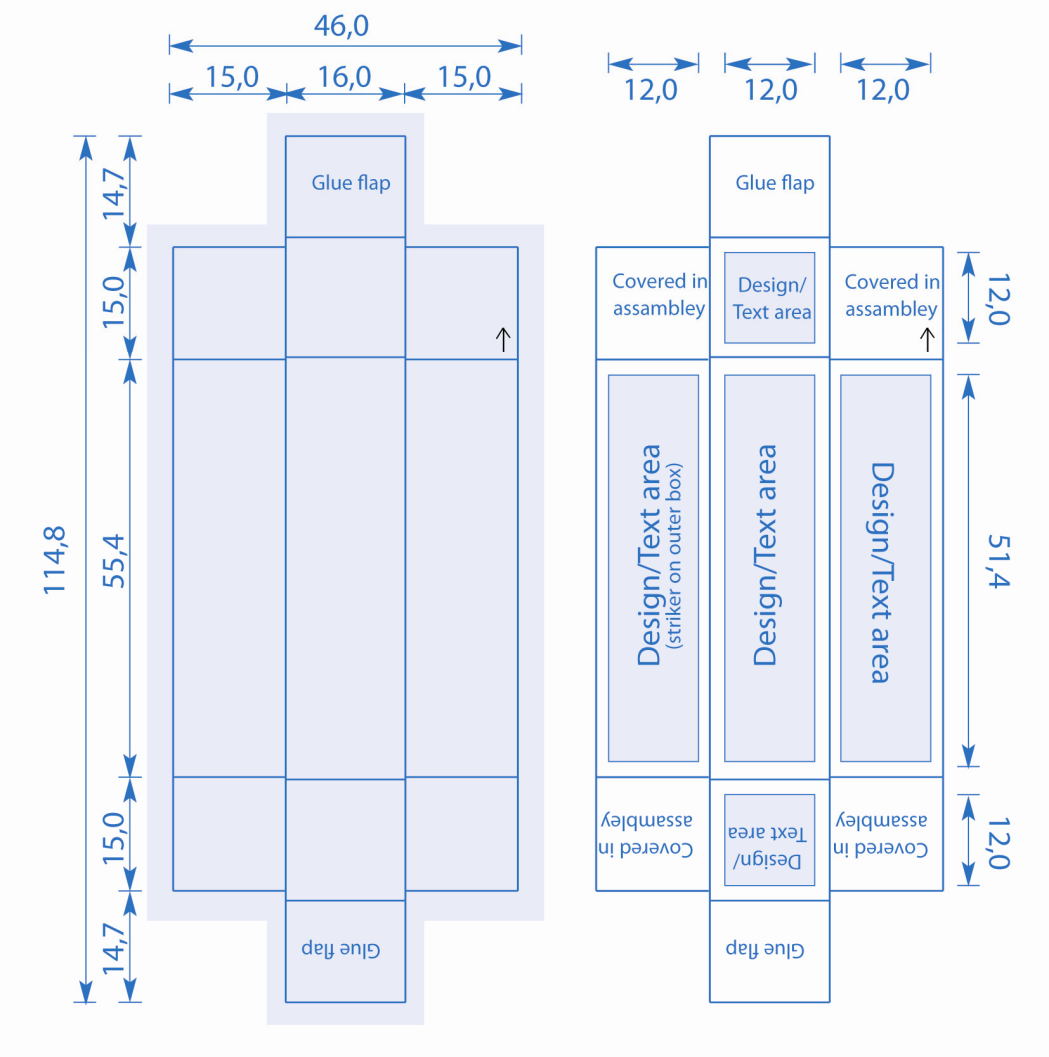 46,0
15,0
16,0
15,0
12,0
12,0
12,0
114,8
14,7
15,0
55,4
15,0
14,7
Glue flap
Glue flap
Glue flap
Covered in
assambley
Design/
Text area
Covered in
assambley
12,0
Design/Text area
(striker on outer box)
Design/Text area
Design/Text area
51,4
Covered in
assambley
Design/
Text area
Covered in
assambley
12,0
Glue flap